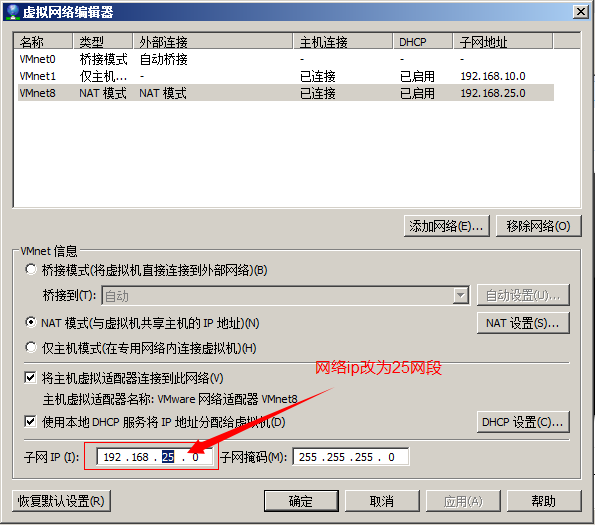 虚拟网络编辑器
名称 类型 外部连接 主机连接 DHCP 子网地址
VMnet0 桥接模式 自动桥接 - - -
VMnet1 仅主机... - 已连接 已启用 192.168.10.0
VMnet8 NAT 模式 NAT 模式 已连接 已启用 192.168.25.0
添加网络(E)... 移除网络(O)
VMnet 信息
桥接模式(将虚拟机直接连接到外部网络)(B)
桥接到(T): 自动 自动设置(U)...
NAT 模式(与虚拟机共享主机的 IP 地址)(N) NAT 设置(S)...
仅主机模式(在专用网络内连接虚拟机)(H)
网络ip改为25网段
将主机虚拟适配器连接到此网络(V)
主机虚拟适配器名称: VMware 网络适配器 VMnet8
使用本地 DHCP 服务将 IP 地址分配给虚拟机(D) DHCP 设置(C)...
子网 IP (I): 192 . 168 . 25 . 0 子网掩码(M): 255 . 255 . 255 . 0
恢复默认设置(R) 确定 取消 应用(A) 帮助